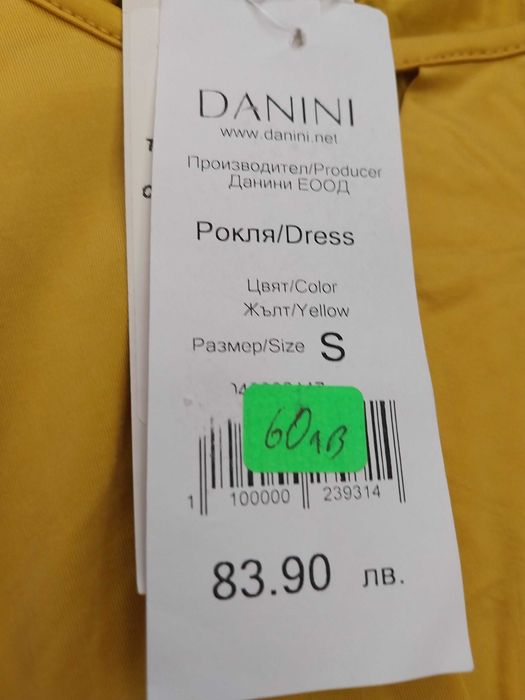 DANINI
www.danini.net
Производител/Producer
Данини ЕООД
Рокля/Dress
Цвят/Color
Жълт/Yellow
Размер/Size S
60лв
1 100000 239314
83.90 лв.